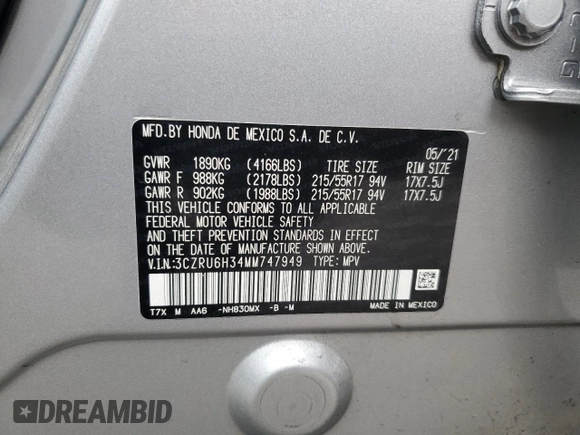 MFD.BY HONDA DE MEXICO S.A. DE C.V.
05/'21
GVWR 1890KG (4166LBS) TIRE SIZE RIM SIZE
GAWR F 988KG (2178LBS) 215/55R17 94V 17X7.5J
GAWR R 902KG (1988LBS) 215/55R17 94V 17X7.5J
THIS VEHICLE CONFORMS TO ALL APPLICABLE
FEDERAL MOTOR VEHICLE SAFETY
AND THEFT PREVENTION STANDARDS IN EFFECT
ON THE DATE OF MANUFACTURE SHOWN ABOVE.
V.I.N:3CZRU6H34MM747949 TYPE: MPV
T7X M AA6 -NH830MX -B -M
MADE IN MEXICO
DREAMBID